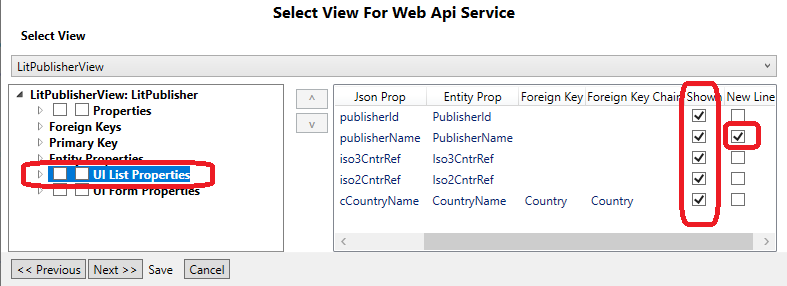 Select View For Web Api Service
Select View
LitPublisherView
LitPublisherView: LitPublisher
Properties
Foreign Keys
Primary Key
Entity Properties
UI List Properties
UI Form Properties
^
v
Json Prop Entity Prop Foreign Key Foreign Key Chain Shown New Line
publisherId PublisherId
publisherName PublisherName
iso3CntrRef Iso3CntrRef
iso2CntrRef Iso2CntrRef
cCountryName CountryName Country Country
<< Previous Next >> Save Cancel